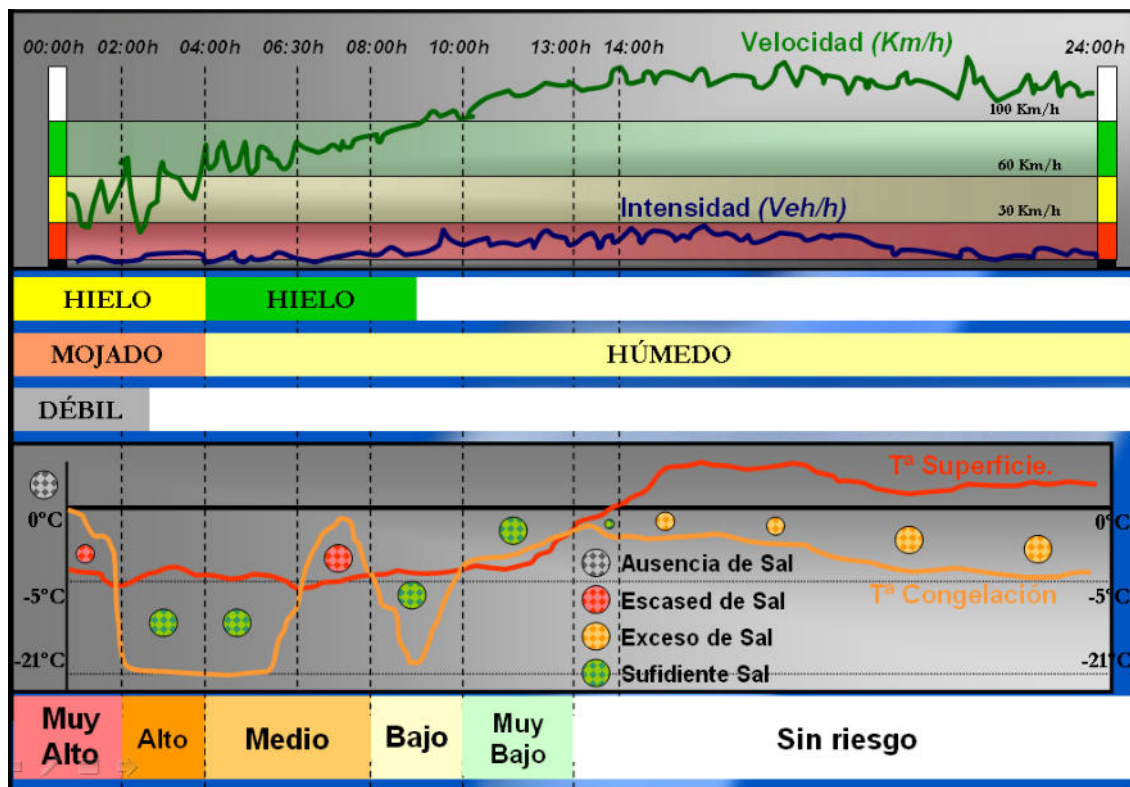 00:00h 02:00h 04:00h 06:30h 08:00h 10:00h 13:00h 14:00h 24:00h
Velocidad (Km/h)
100 Km/h
60 Km/h
Intensidad (Veh/h)
30 Km/h
HIELO HIELO
MOJADO HÚMEDO
DÉBIL
Tª Superficie.
0°C 0°C
Ausencia de Sal
-5°C Tª Congelación -5°C
Escased de Sal
Exceso de Sal
-21°C -21°C
Sufidiente Sal
Muy Alto
Alto
Medio
Bajo
Muy Bajo
Sin riesgo